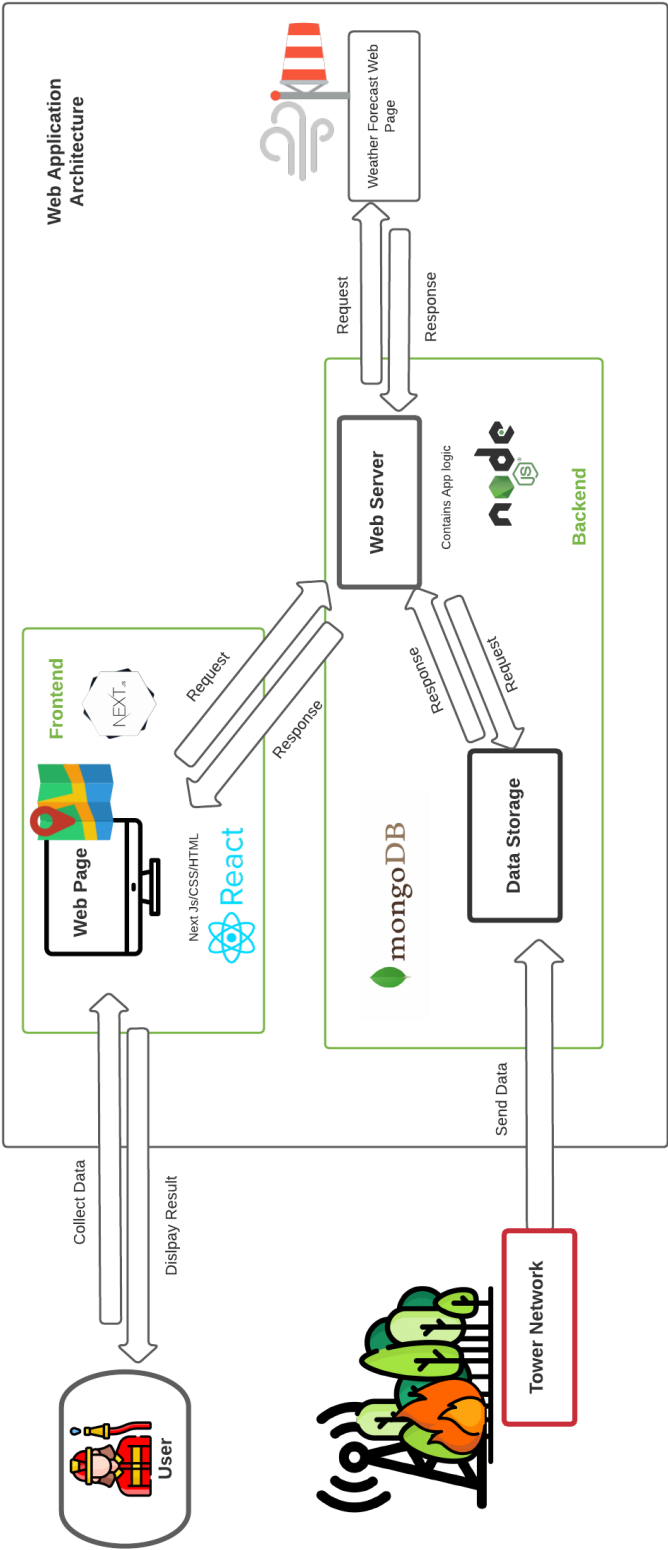 Web Application
Architecture
User
Collect Data
Dislpay Result
Frontend
Web Page
NEXT.js
Next Js/CSS/HTML
React
Request
Response
Backend
Web Server
Contains App logic
node
JS
Request
Response
Weather Forecast Web
Page
Response
Request
mongoDB
Data Storage
Send Data
Tower Network